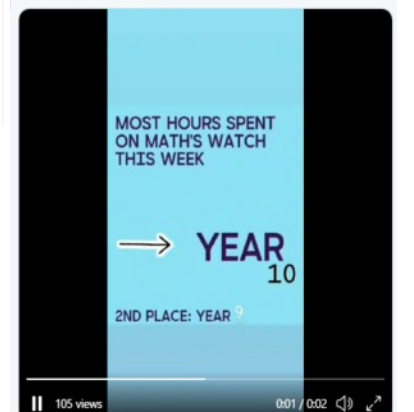 MOST HOURS SPENT
ON MATH'S WATCH
THIS WEEK
YEAR
10
2ND PLACE: YEAR 9
105 views
0:01 / 0:02